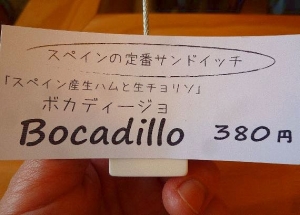 スペインの定番サンドイッチ
「スペイン産生ハムと生チョリソ」
ボカディージョ
Bocadillo 380円